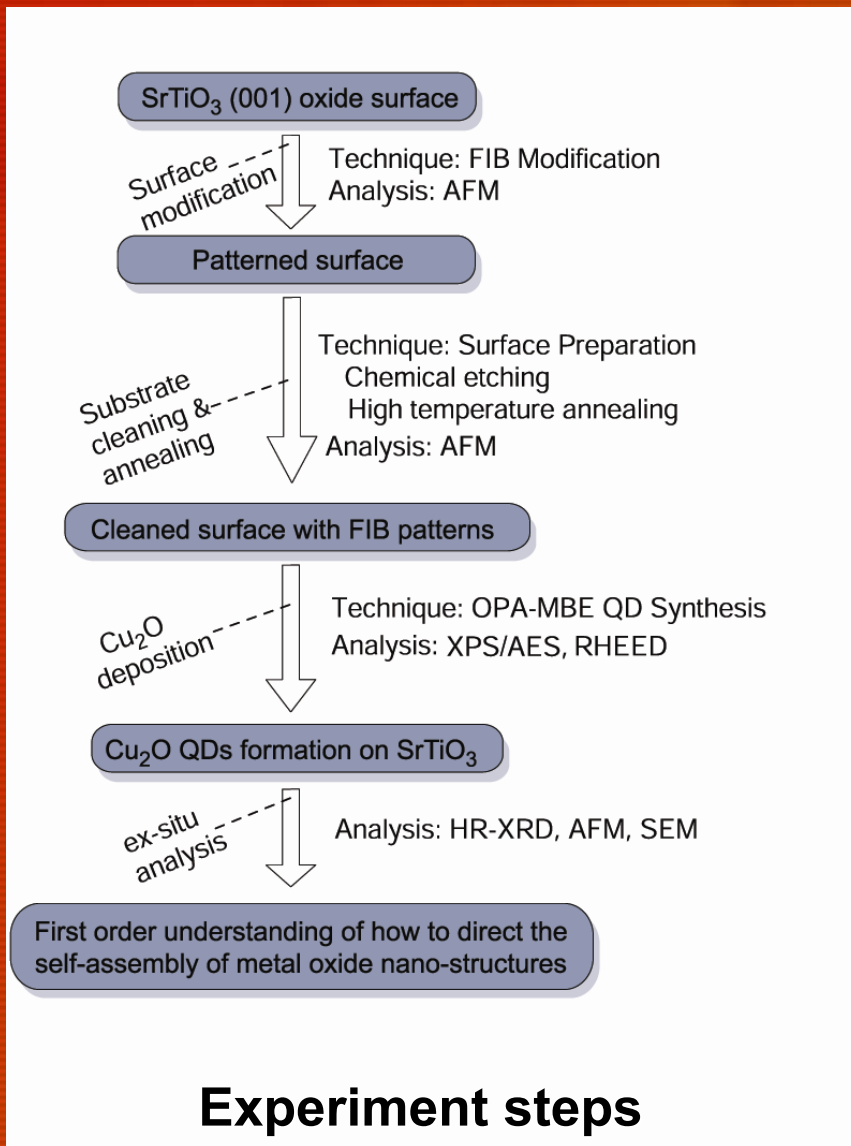 SrTiO₃ (001) oxide surface
Surface
modification
Technique: FIB Modification
Analysis: AFM
Patterned surface
Substrate
cleaning &
annealing
Technique: Surface Preparation
Chemical etching
High temperature annealing
Analysis: AFM
Cleaned surface with FIB patterns
Cu₂O
deposition
Technique: OPA-MBE QD Synthesis
Analysis: XPS/AES, RHEED
Cu₂O QDs formation on SrTiO₃
ex-situ
analysis
Analysis: HR-XRD, AFM, SEM
First order understanding of how to direct the
self-assembly of metal oxide nano-structures
Experiment steps